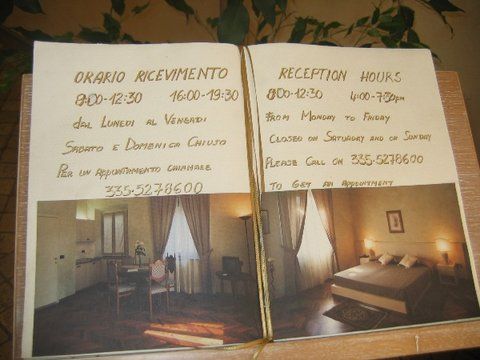 ORARIO RICEVIMENTO
8:00-12:30 16:00-19:30
DAL LUNEDI AL VENERDI
SABATO E DOMENICA CHIUSO
PER UN APPUNTAMENTO CHIAMARE
335.5278600
RECEPTION HOURS
8:00-12:30 4:00-7:30PM
FROM MONDAY TO FRIDAY
CLOSED ON SATURDAY AND ON SUNDAY
PLEASE CALL ON 335.5278600
TO GET AN APPOINTMENT